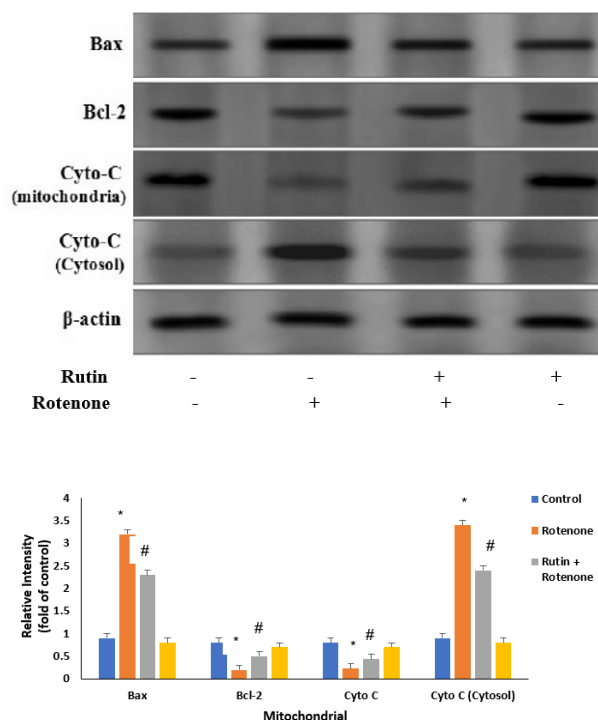 Bax
Bcl-2
Cyto-C
(mitochondria)
Cyto-C
(Cytosol)
β-actin
Rutin - - + +
Rotenone - + + -
Relative Intensity
(fold of control)
4
3.5
3
2.5
2
1.5
1
0.5
0
* # * # * # * #
Bax Bcl-2 Cyto C Cyto C (Cytosol)
Mitochondrial
Control
Rotenone
Rutin +
Rotenone